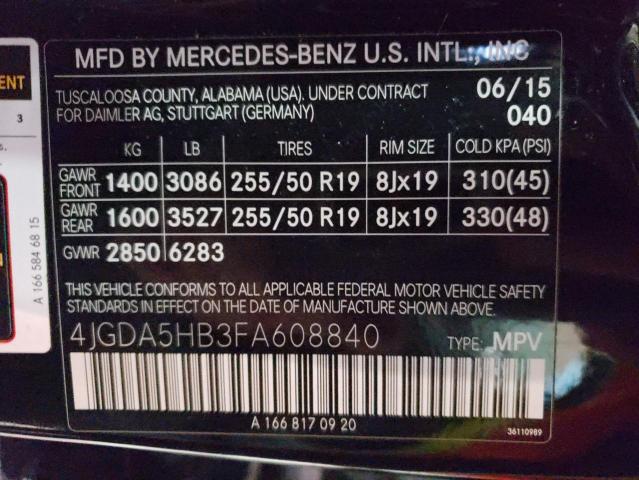 MFD BY MERCEDES-BENZ U.S. INTL., INC
TUSCALOOSA COUNTY, ALABAMA (USA). UNDER CONTRACT 06/15
FOR DAIMLER AG, STUTTGART (GERMANY) 040
KG LB TIRES RIM SIZE COLD KPA (PSI)
GAWR FRONT 1400 3086 255/50 R19 8Jx19 310(45)
GAWR REAR 1600 3527 255/50 R19 8Jx19 330(48)
GVWR 2850 6283
THIS VEHICLE CONFORMS TO ALL APPLICABLE FEDERAL MOTOR VEHICLE SAFETY
STANDARDS IN EFFECT ON THE DATE OF MANUFACTURE SHOWN ABOVE.
4JGDA5HB3FA608840 TYPE: MPV
A 166 817 09 20
36110989
3
A 166 584 68 15